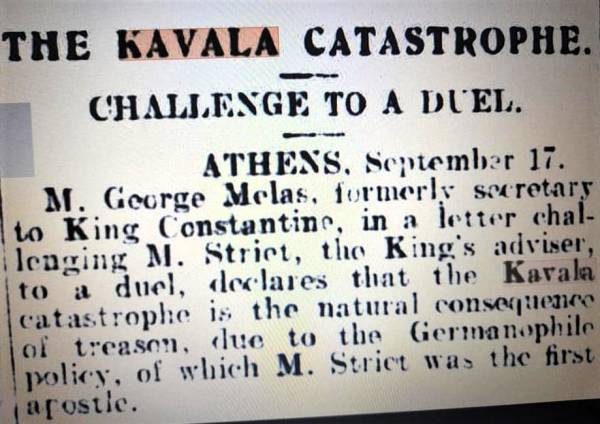 THE KAVALA CATASTROPHE.
CHALLENGE TO A DUEL.
ATHENS, September 17.
M. George Melas, formerly secretary
to King Constantine, in a letter chal-
lenging M. Strict, the King's adviser,
to a duel, declares that the Kavala
catastrophe is the natural consequence
of treason, due to the Germanophile
policy, of which M. Strict was the first
apostle.